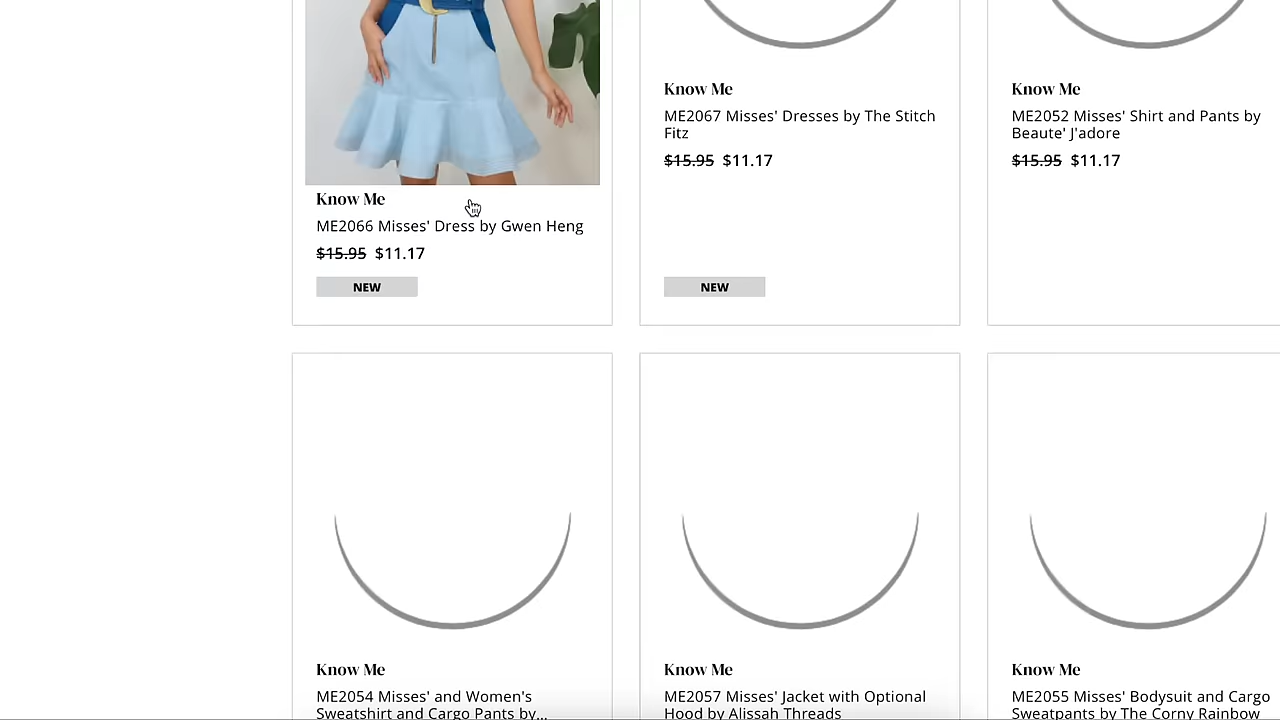 Know Me
ME2066 Misses' Dress by Gwen Heng
$15.95 $11.17
NEW
Know Me
ME2067 Misses' Dresses by The Stitch
Fitz
$15.95 $11.17
NEW
Know Me
ME2052 Misses' Shirt and Pants by
Beaute' J'adore
$15.95 $11.17
Know Me
ME2054 Misses' and Women's
Sweatshirt and Cargo Pants by...
Know Me
ME2057 Misses' Jacket with Optional
Hood by Alissah Threads
Know Me
ME2055 Misses' Bodysuit and Cargo
Sweatpants by The Corny Rainbow